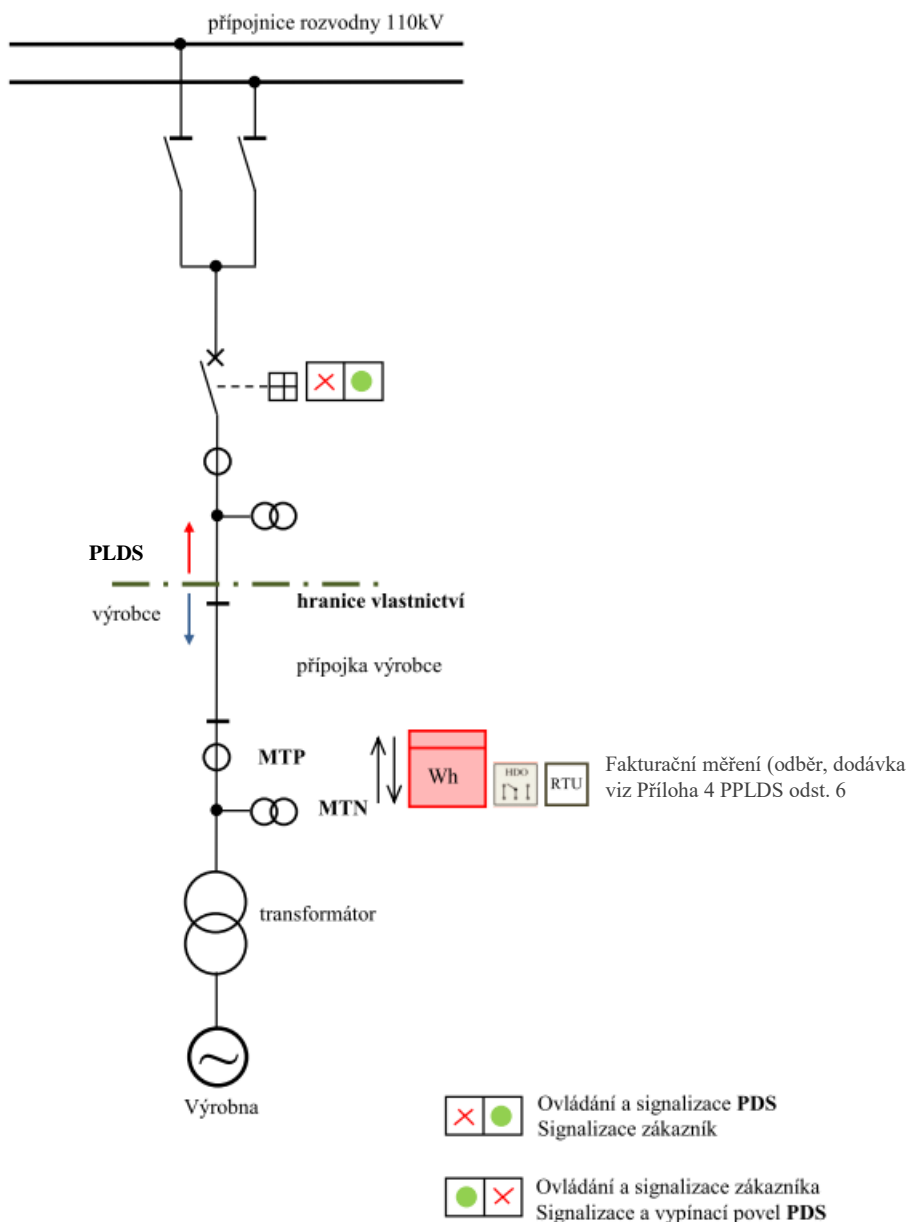 přípojnice rozvodny 110kV
PLDS
hranice vlastnictví
výrobce
přípojka výrobce
MTP
Wh
HDO
RTU
Fakturační měření (odběr, dodávka
viz Příloha 4 PPLDS odst. 6
MTN
transformátor
Výrobna
Ovládání a signalizace PDS
Signalizace zákazník
Ovládání a signalizace zákazníka
Signalizace a vypínací povel PDS